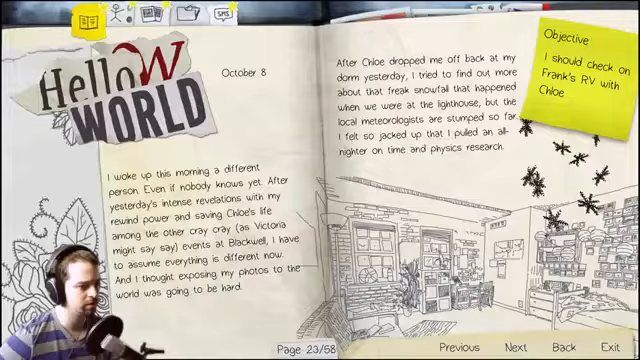 SMS
Hello W
WORLD
October 8
I woke up this morning a different
person. Even if nobody knows yet. After
yesterday's intense revelations with my
rewind power and saving Chloe's life
among the other cray cray (as Victoria
might say say) events at Blackwell, I have
to assume everything is different now.
And I thought exposing my photos to the
world was going to be hard.
After Chloe dropped me off back at my
dorm yesterday, I tried to find out more
about that freak snowfall that happened
when we were at the lighthouse, but the
local meteorologists are stumped so far.
I felt so jacked up that I pulled an all-
nighter on time and physics research.
Objective
I should check on
Frank's RV with
Chloe
Page 23/58
Previous Next Back Exit